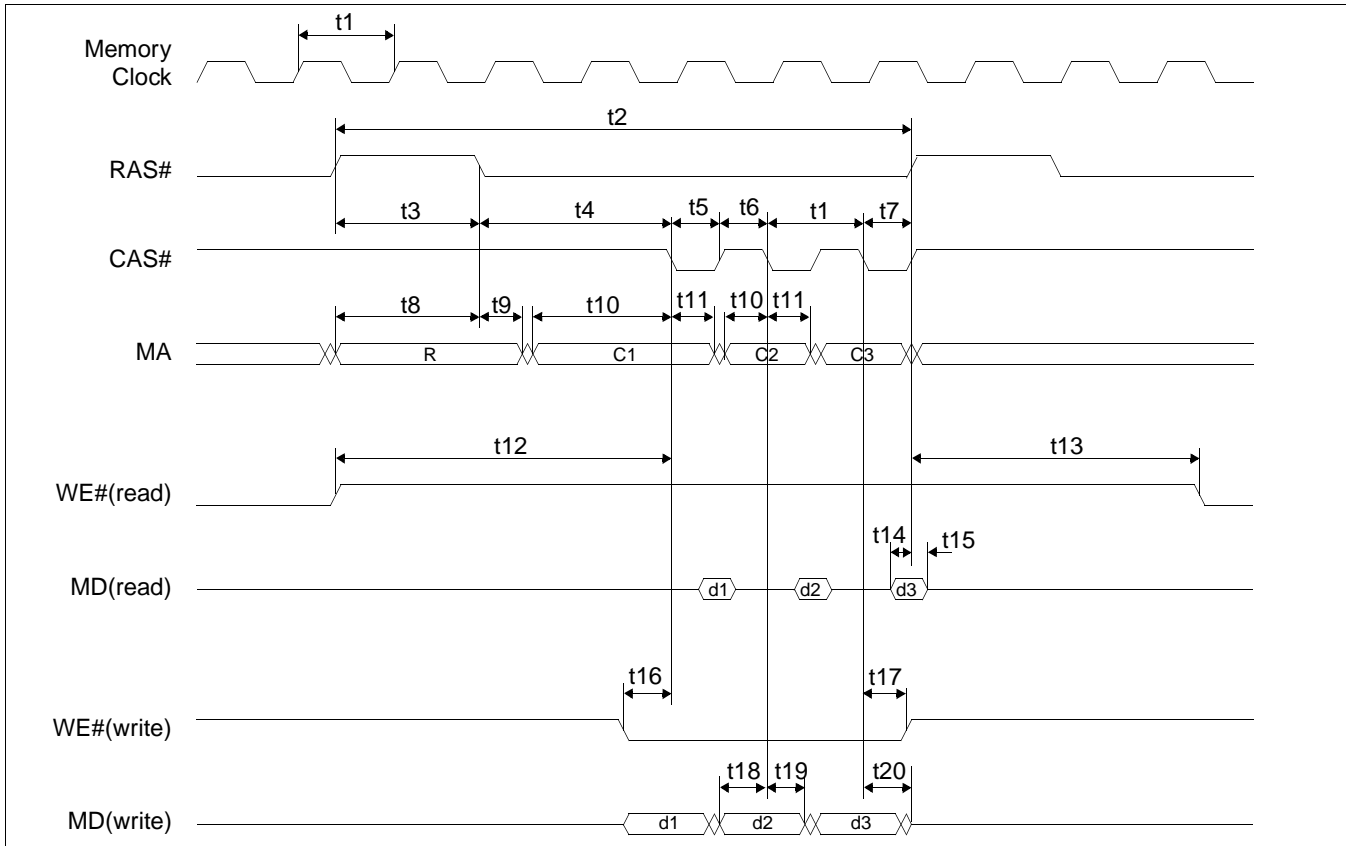 t1
Memory
Clock
t2
RAS#
t3 t4 t5 t6 t1 t7
CAS#
t8 t9 t10 t11 t10 t11
MA R C1 C2 C3
t12 t13
WE#(read)
t14 t15
MD(read) d1 d2 d3
t16 t17
WE#(write)
t18 t19 t20
MD(write) d1 d2 d3